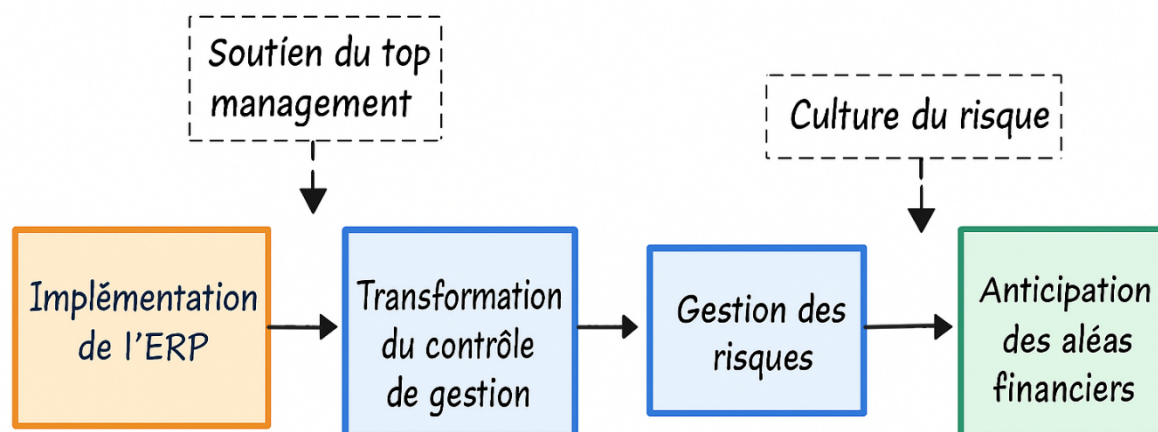 Soutien du top
management
Culture du risque
Implémentation
de l'ERP
Transformation
du contrôle
de gestion
Gestion des
risques
Anticipation
des aléas
financiers